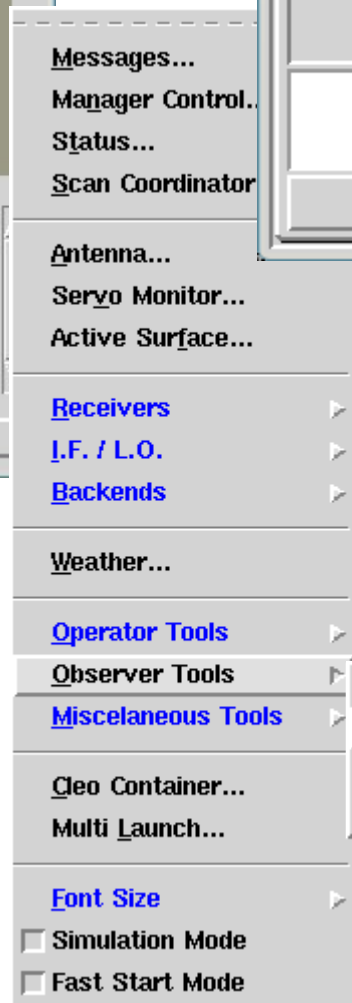 Messages...
Manager Control..
Status...
Scan Coordinator
Antenna...
Servo Monitor...
Active Surface...
Receivers
I.F. / L.O.
Backends
Weather...
Operator Tools
Observer Tools
Miscelaneous Tools
Cleo Container...
Multi Launch...
Font Size
Simulation Mode
Fast Start Mode